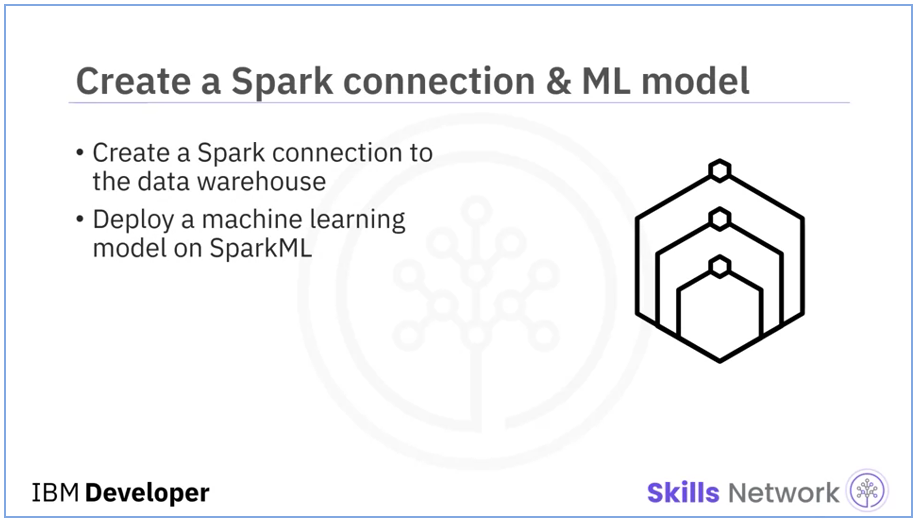 Create a Spark connection & ML model
• Create a Spark connection to
the data warehouse
• Deploy a machine learning
model on SparkML
IBM Developer
Skills Network